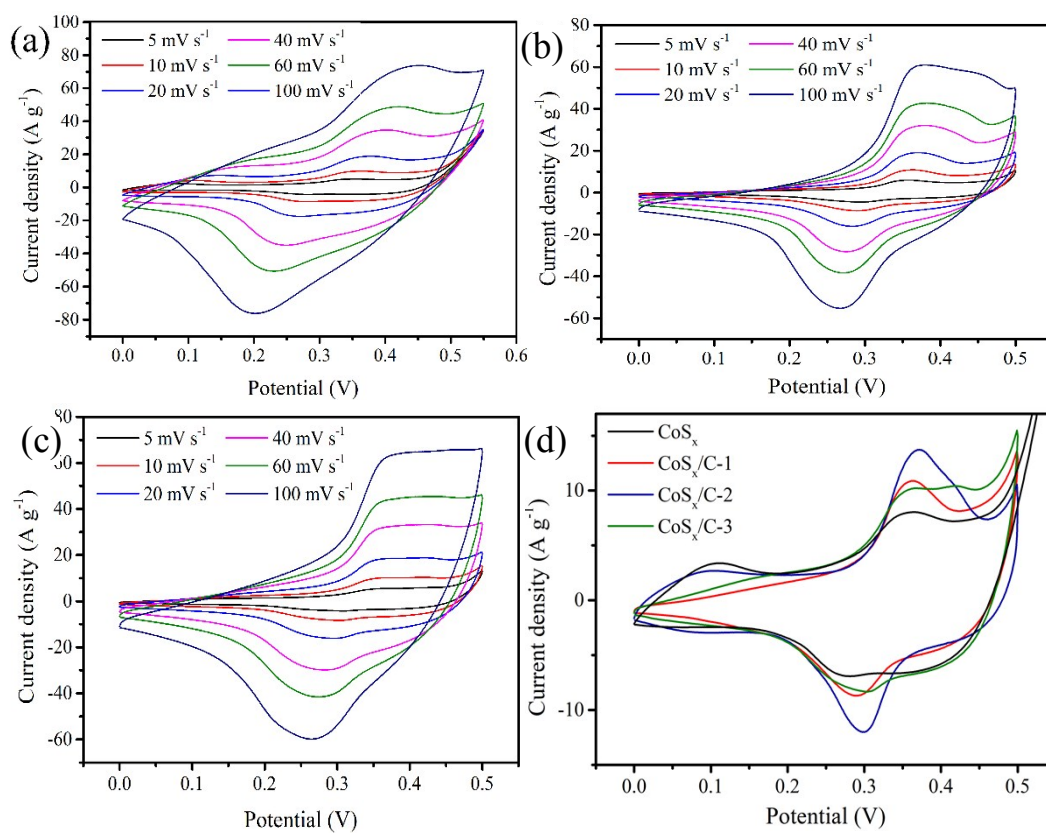 (a)
5 mV s⁻¹ 40 mV s⁻¹
10 mV s⁻¹ 60 mV s⁻¹
20 mV s⁻¹ 100 mV s⁻¹
100
80
60
40
20
0
-20
-40
-60
-80
Current density (A g⁻¹)
0.0 0.1 0.2 0.3 0.4 0.5 0.6
Potential (V)
(b)
5 mV s⁻¹ 40 mV s⁻¹
10 mV s⁻¹ 60 mV s⁻¹
20 mV s⁻¹ 100 mV s⁻¹
80
60
40
20
0
-20
-40
-60
Current density (A g⁻¹)
0.0 0.1 0.2 0.3 0.4 0.5
Potential (V)
(c)
5 mV s⁻¹ 40 mV s⁻¹
10 mV s⁻¹ 60 mV s⁻¹
20 mV s⁻¹ 100 mV s⁻¹
80
60
40
20
0
-20
-40
-60
Current density (A g⁻¹)
0.0 0.1 0.2 0.3 0.4 0.5
Potential (V)
(d)
CoSₓ
CoSₓ/C-1
CoSₓ/C-2
CoSₓ/C-3
10
0
-10
Current density (A g⁻¹)
0.0 0.1 0.2 0.3 0.4 0.5
Potential (V)